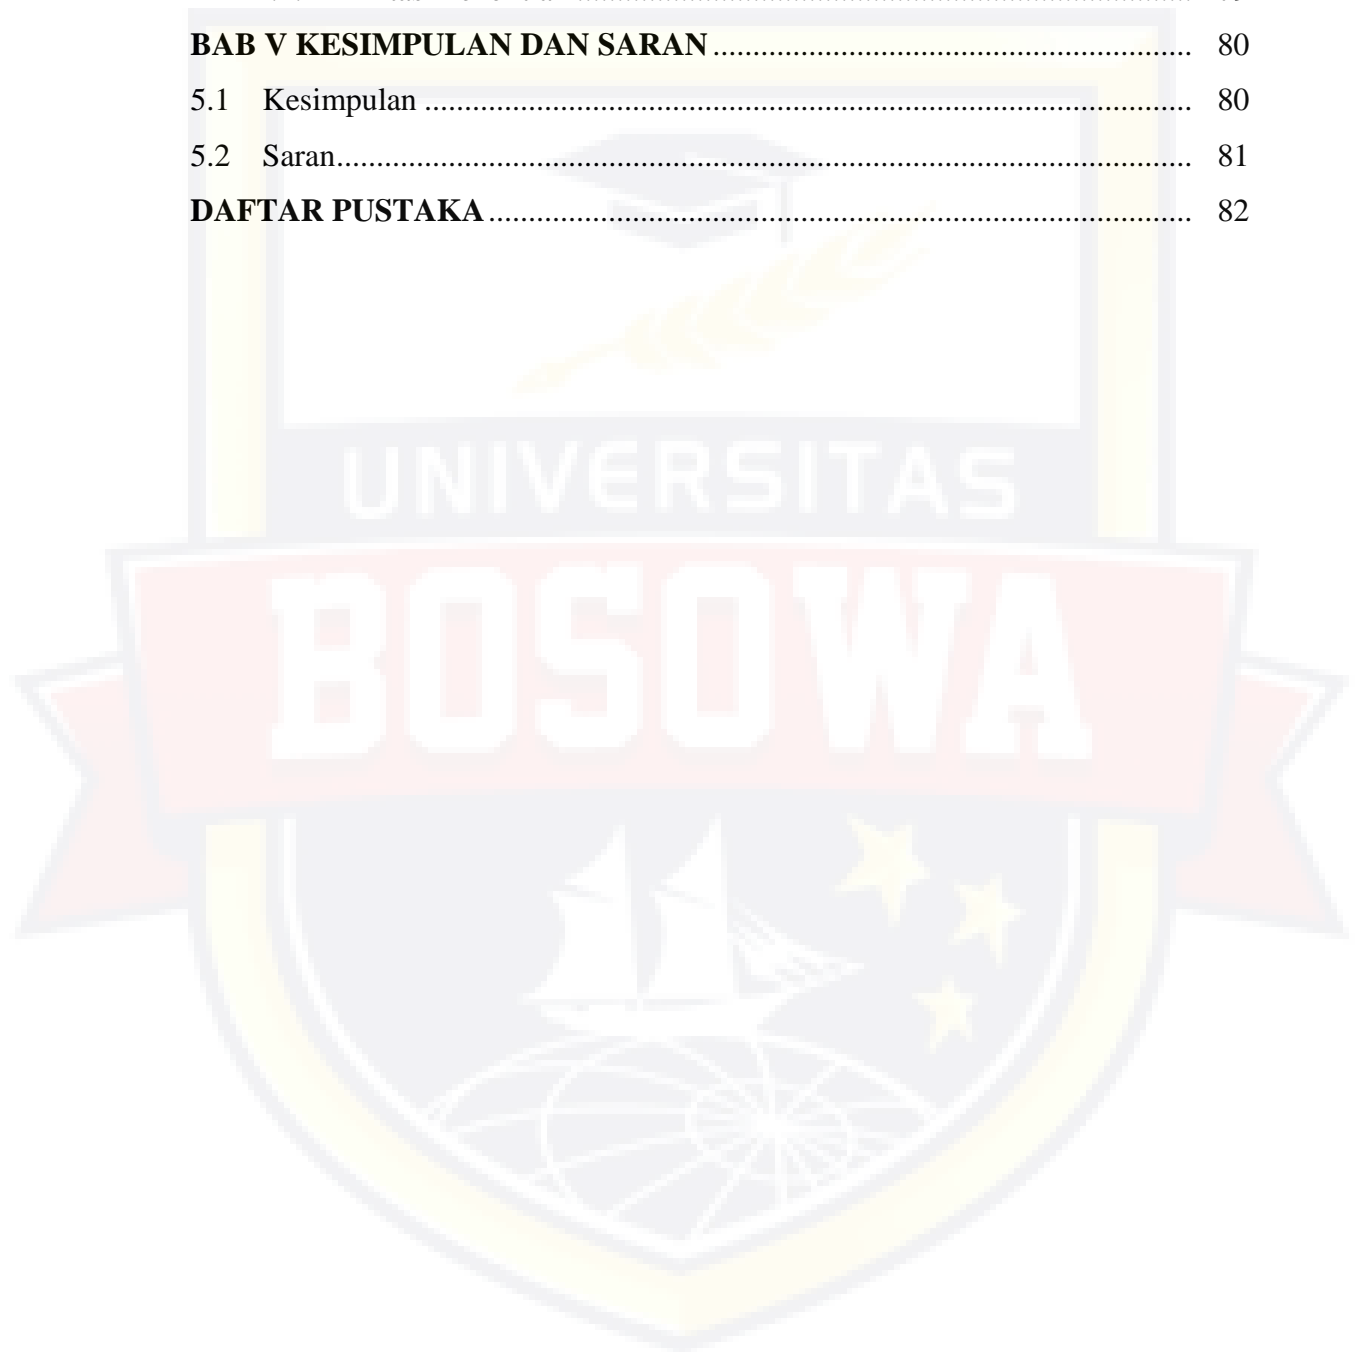 BAB V KESIMPULAN DAN SARAN........................................................... 80
5.1 Kesimpulan ............................................................................................... 80
5.2 Saran.......................................................................................................... 81
DAFTAR PUSTAKA....................................................................................... 82
UNIVERSITAS
BOSOWA